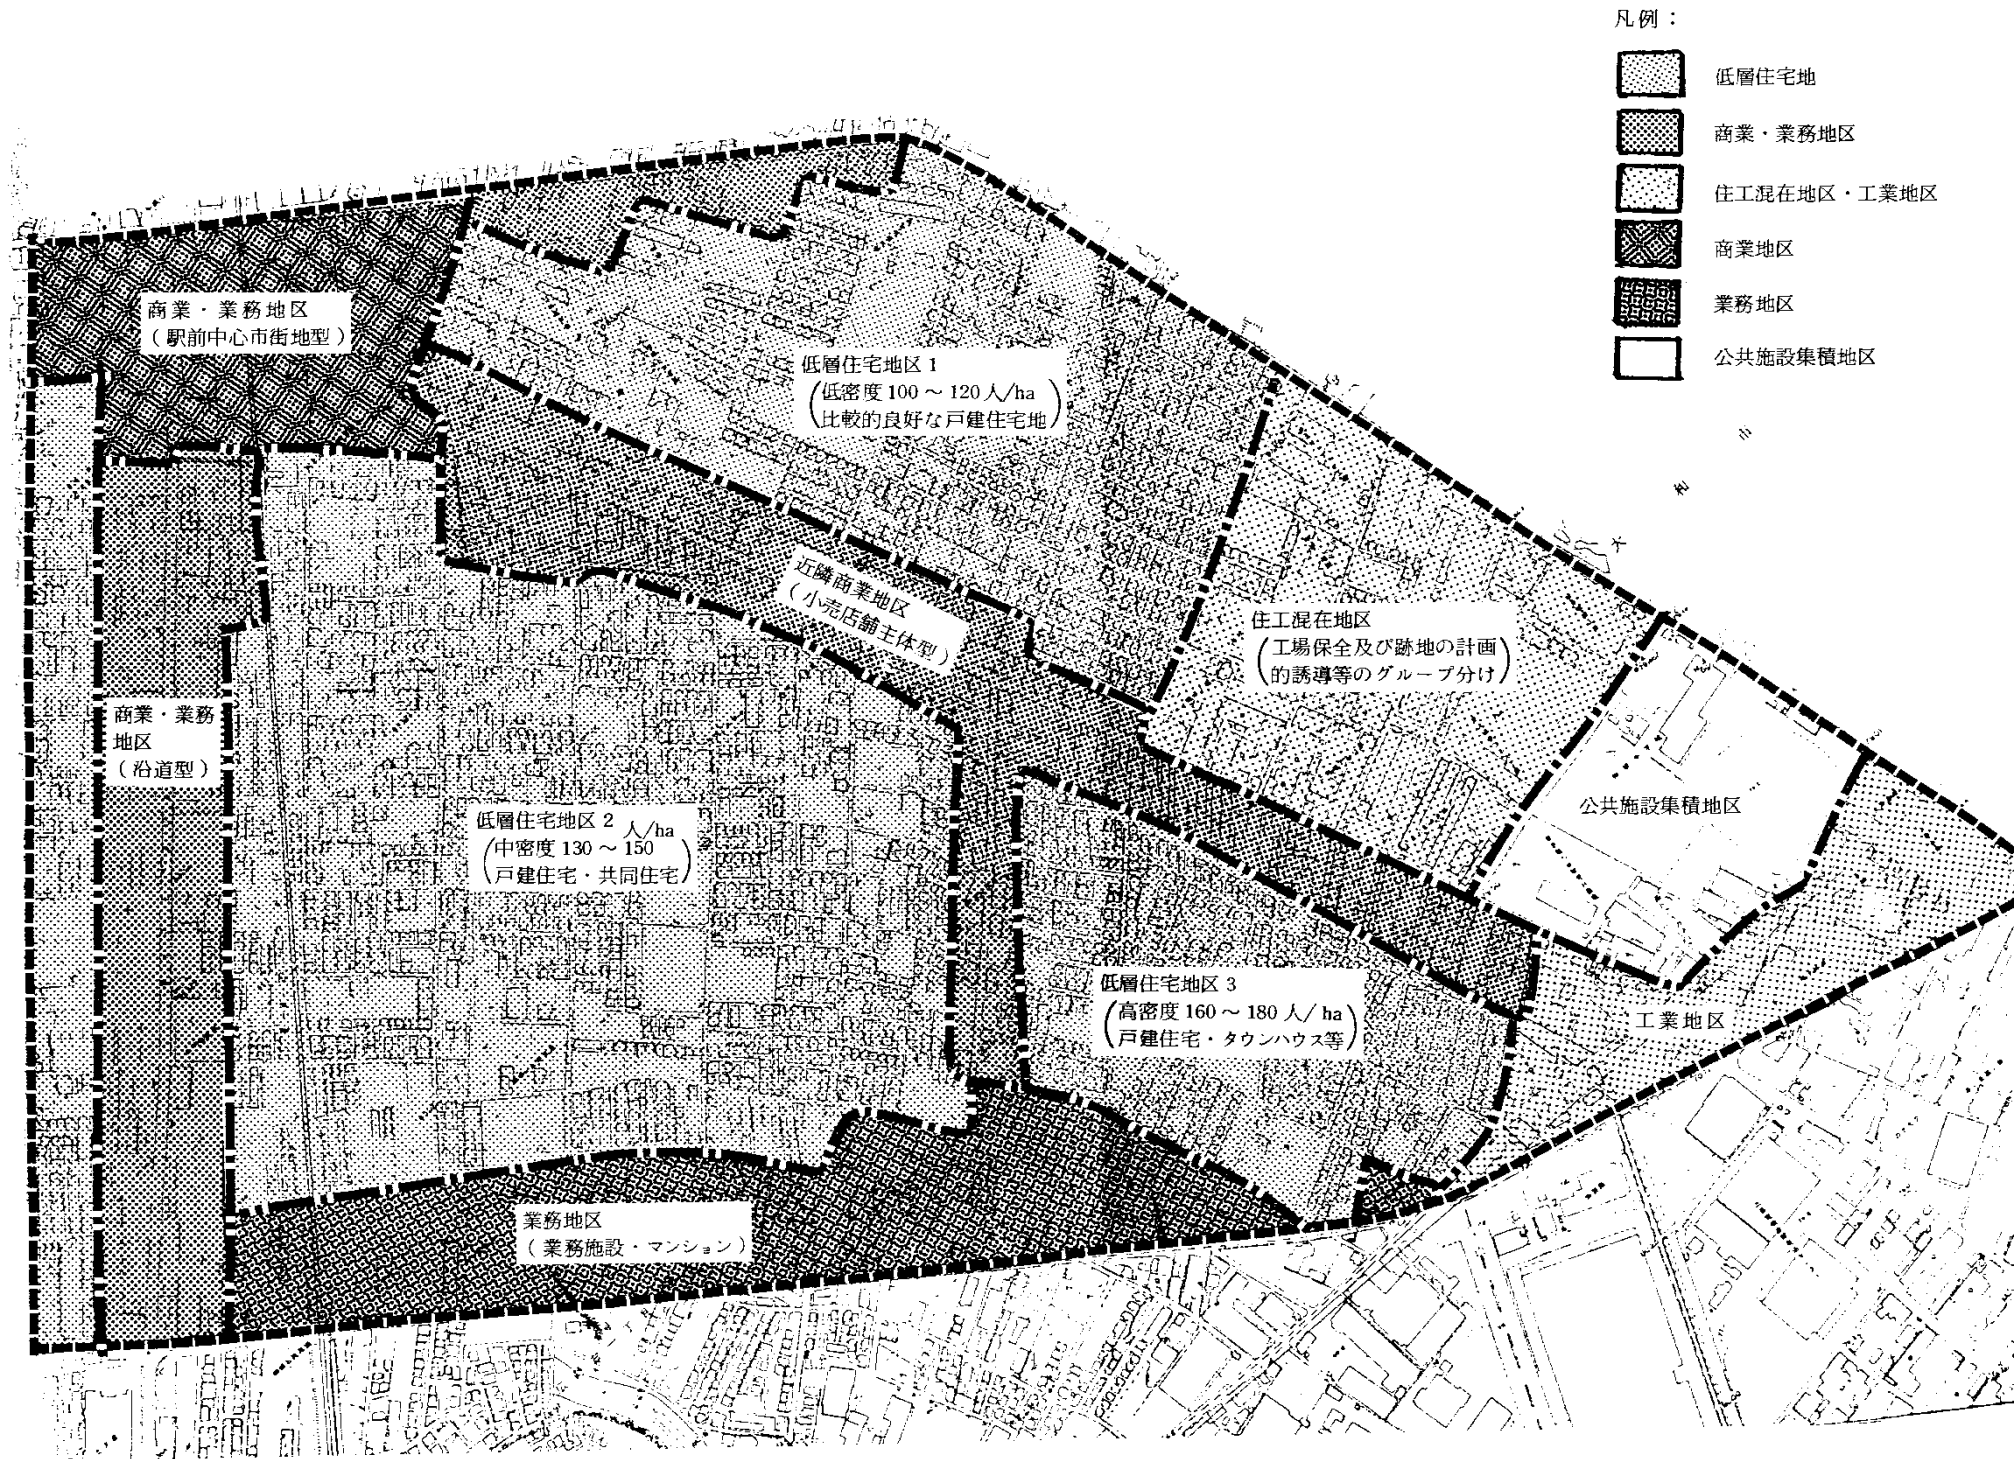 凡例：
低層住宅地
商業・業務地区
住工混在地区・工業地区
商業地区
業務地区
公共施設集積地区
商業・業務地区
（駅前中心市街地型）
低層住宅地区 1
（低密度 100 ～ 120 人/ha
比較的良好な戸建住宅地）
近隣商業地区
（小売店舗主体型）
住工混在地区
（工場保全及び跡地の計画
的誘導等のグループ分け）
商業・業務
地区
（沿道型）
公共施設集積地区
低層住宅地区 2
人/ha
（中密度 130 ～ 150
戸建住宅・共同住宅）
低層住宅地区 3
（高密度 160 ～ 180 人/ ha
戸建住宅・タウンハウス等）
工業地区
業務地区
（業務施設・マンション）